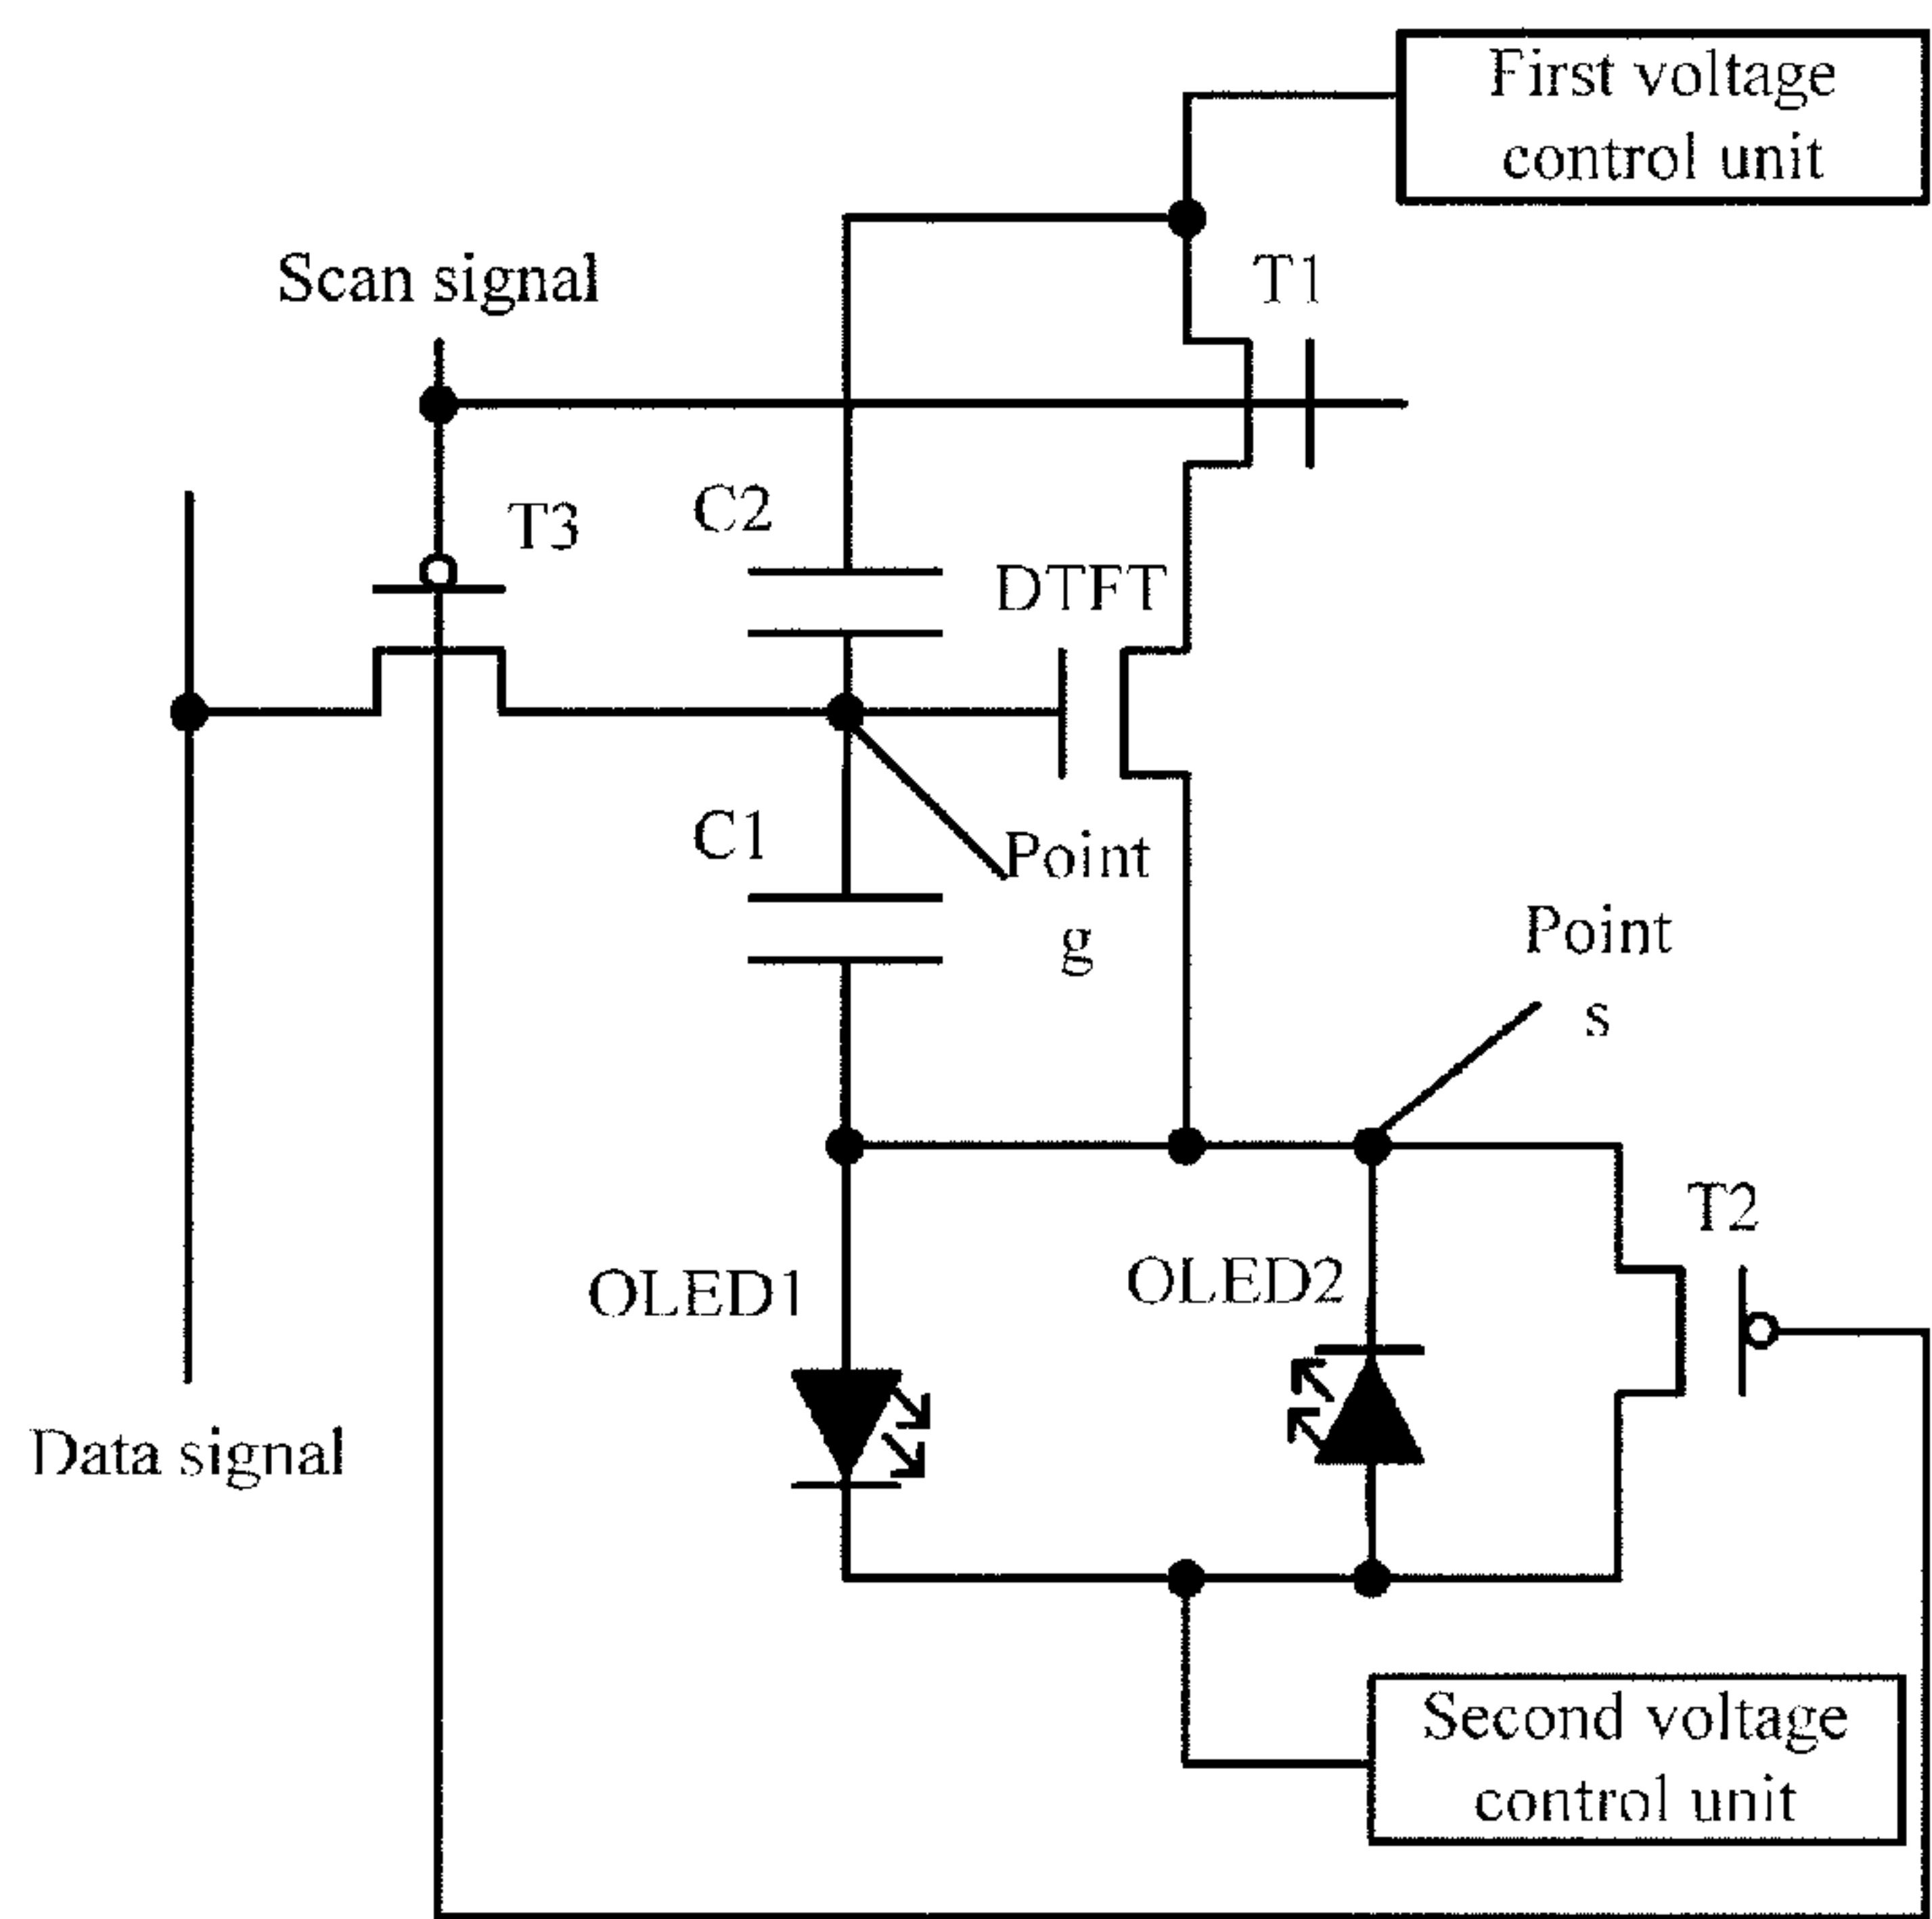 First voltage
control unit
Scan signal
T1
T3
C2
DTFT
C1
Point
g
Point
s
T2
OLED1
OLED2
Data signal
Second voltage
control unit